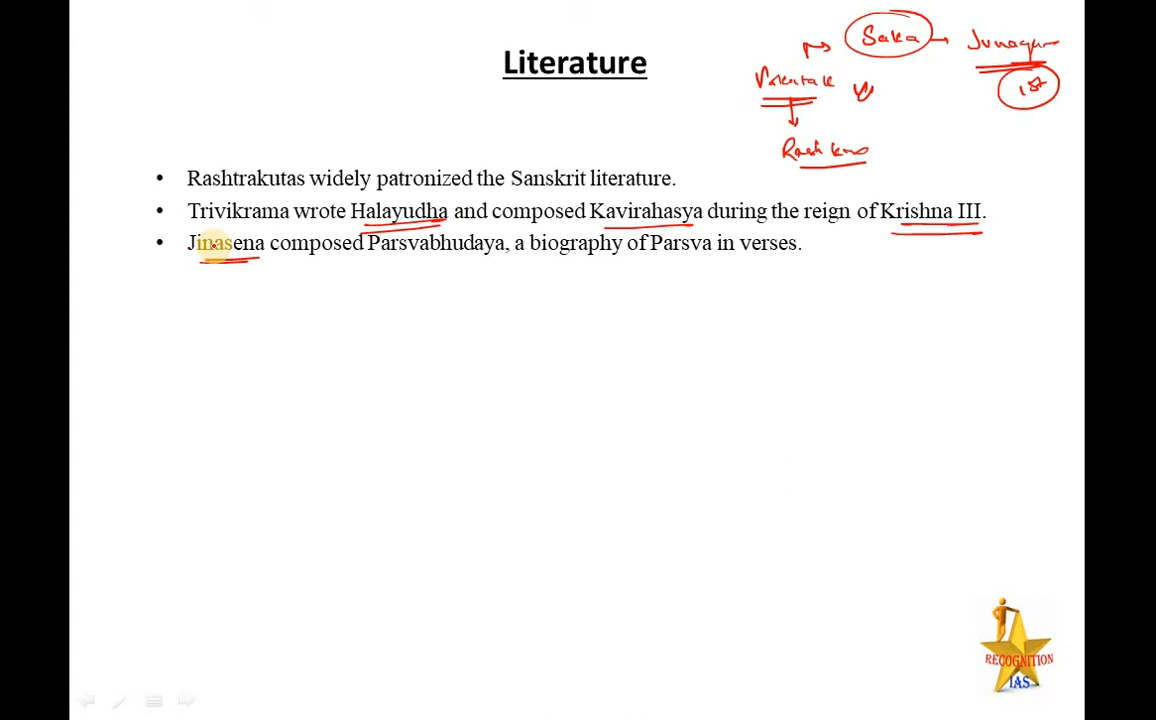 Literature
Saka
1st
• Rashtrakutas widely patronized the Sanskrit literature.
• Trivikrama wrote Halayudha and composed Kavirahasya during the reign of Krishna III.
• Jinasena composed Parsvabhudaya, a biography of Parsva in verses.
RECOGNITION
IAS